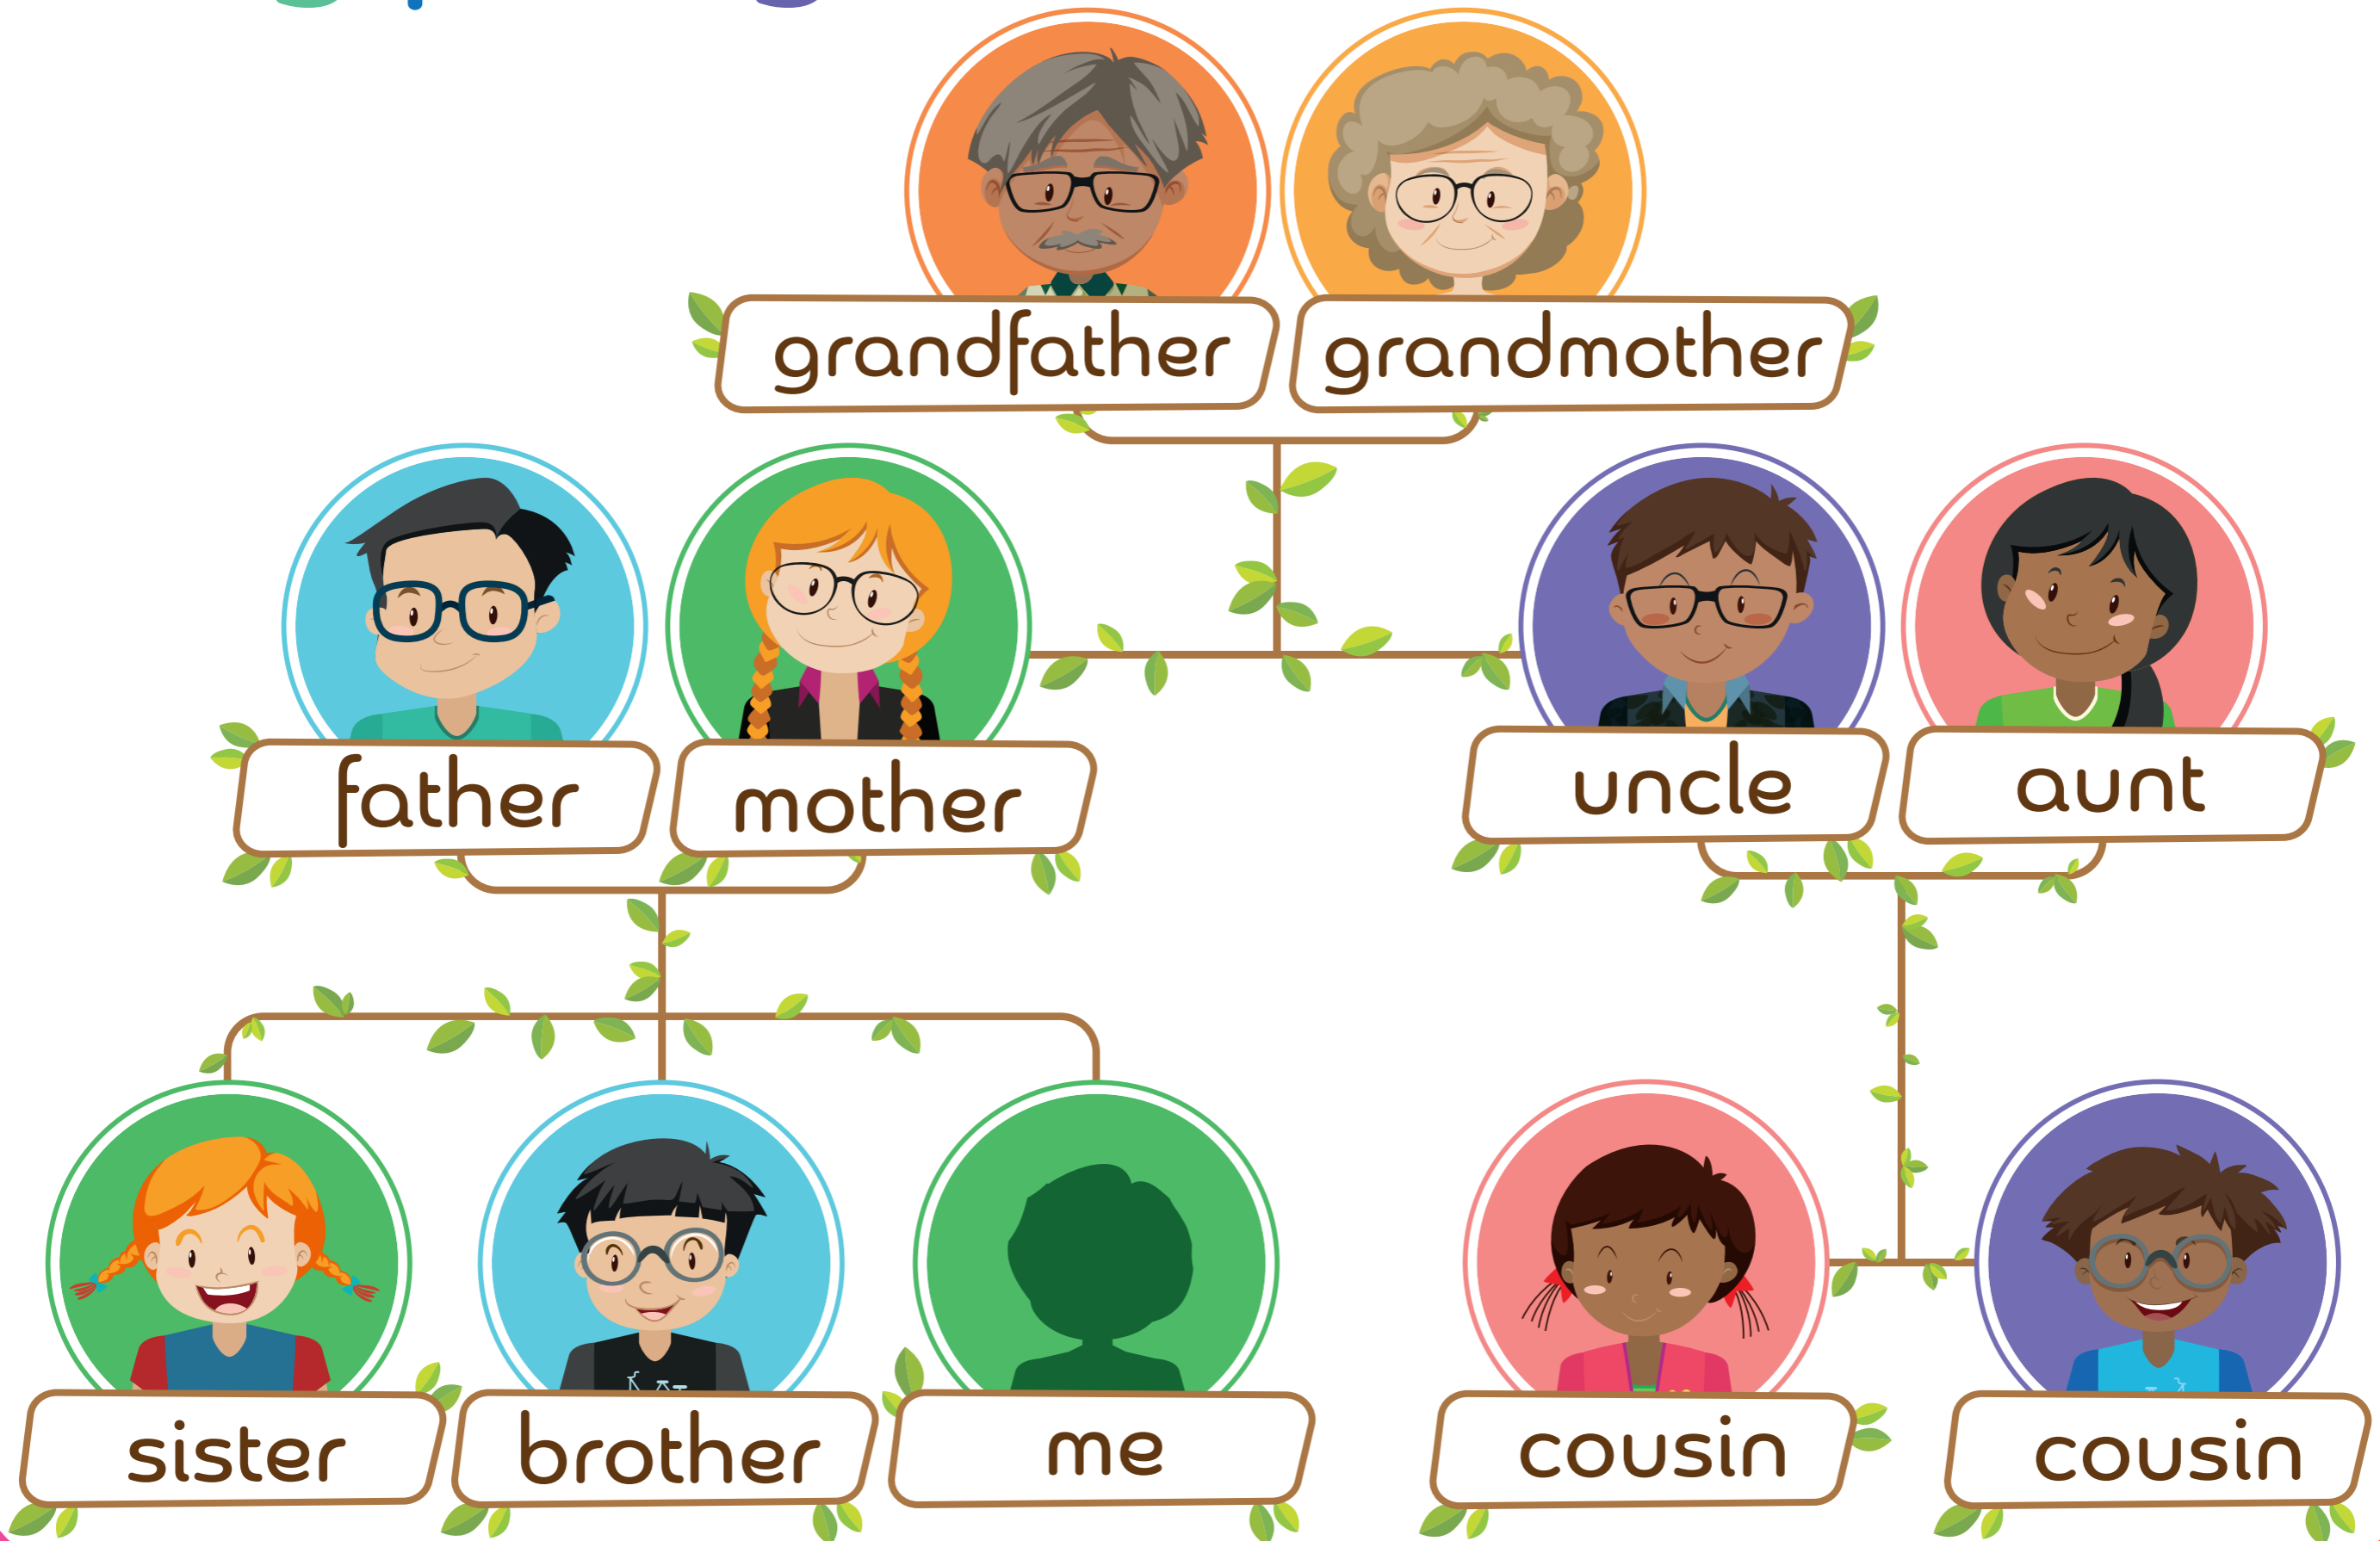 grandfather grandmother
father mother uncle aunt
sister brother me cousin cousin